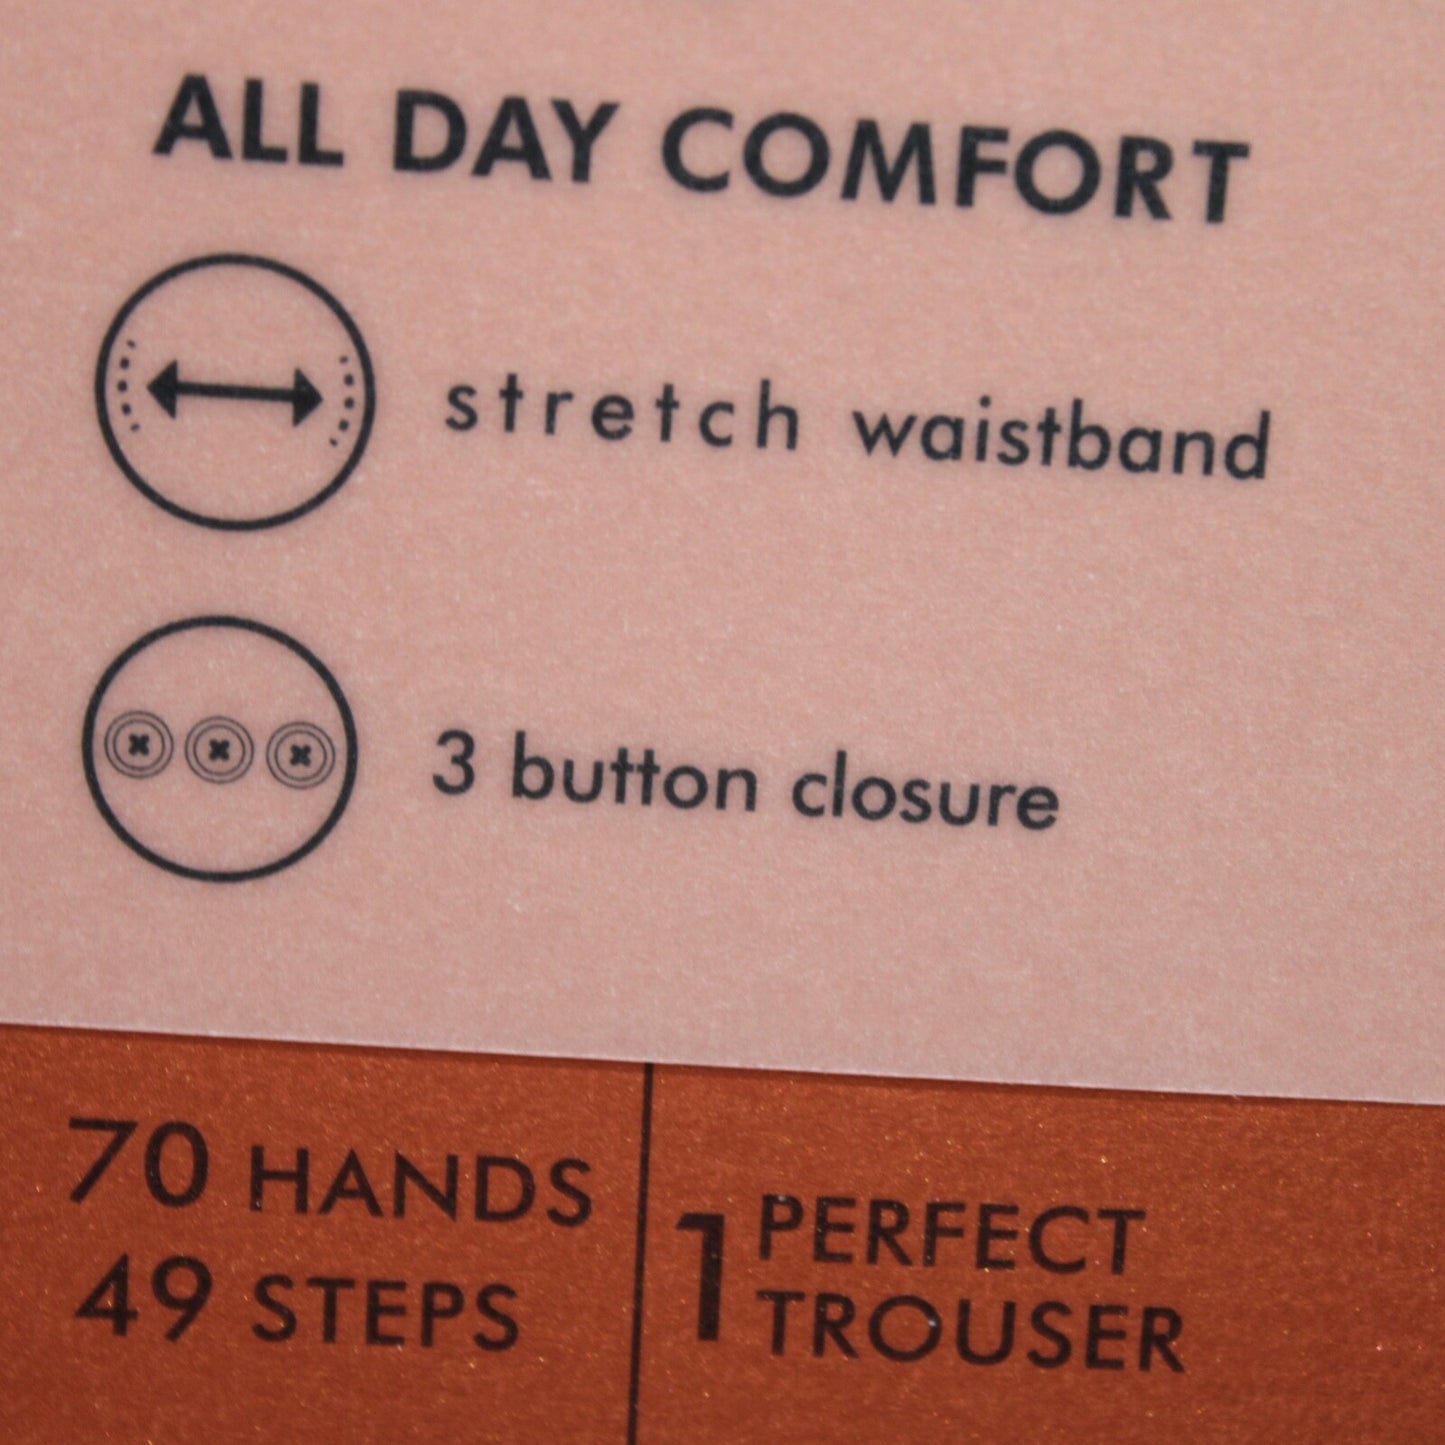 ALL DAY COMFORT
stretch waistband
3 button closure
70 HANDS
49 STEPS
1 PERFECT
TROUSER